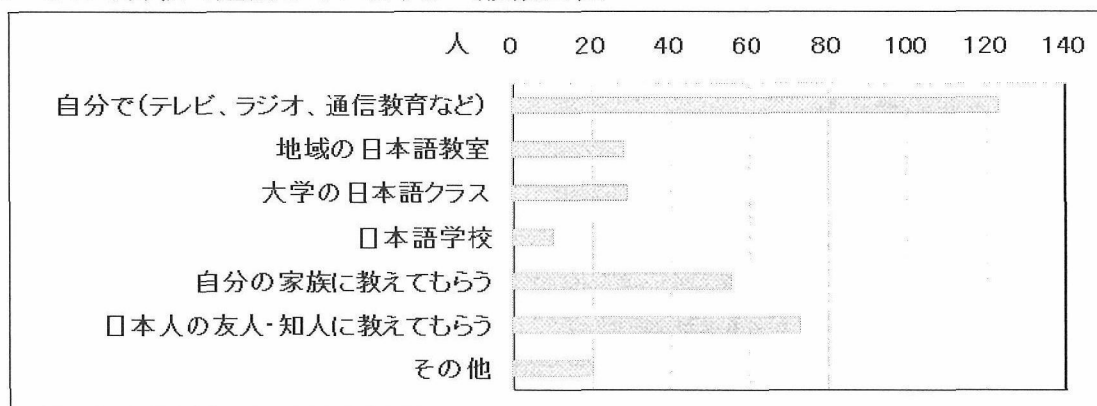 人 0 20 40 60 80 100 120 140
自分で(テレビ、ラジオ、通信教育など)
地域の日本語教室
大学の日本語クラス
日本語学校
自分の家族に教えてもらう
日本人の友人・知人に教えてもらう
その他